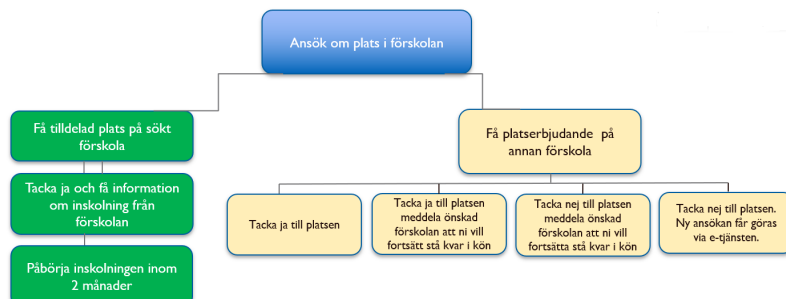 Ansök om plats i förskolan
Få tilldelad plats på sökt
förskola
Få platserbjudande på
annan förskola
Tacka ja och få information
om inskolning från
förskolan
Tacka ja till platsen
Tacka ja till platsen
meddela önskad
förskolan att ni vill
fortsätt stå kvar i kön
Tacka nej till platsen
meddela önskad
förskolan att ni vill
fortsätta stå kvar i kön
Tacka nej till platsen.
Ny ansökan får göras
via e-tjänsten.
Påbörja inskolningen inom
2 månader